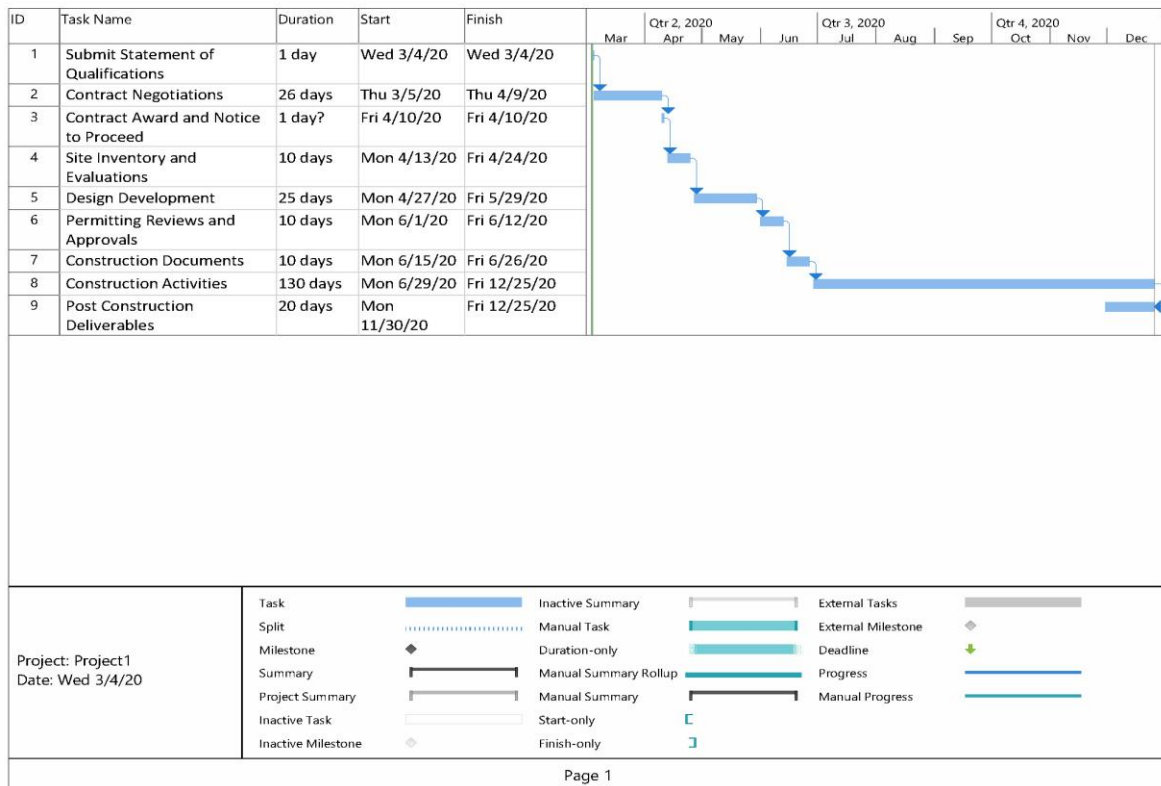 ID Task Name Duration Start Finish
Qtr 2, 2020 Qtr 3, 2020 Qtr 4, 2020
Mar Apr May Jun Jul Aug Sep Oct Nov Dec
1 Submit Statement of 1 day Wed 3/4/20 Wed 3/4/20
Qualifications
2 Contract Negotiations 26 days Thu 3/5/20 Thu 4/9/20
3 Contract Award and Notice 1 day? Fri 4/10/20 Fri 4/10/20
to Proceed
4 Site Inventory and 10 days Mon 4/13/20 Fri 4/24/20
Evaluations
5 Design Development 25 days Mon 4/27/20 Fri 5/29/20
6 Permitting Reviews and 10 days Mon 6/1/20 Fri 6/12/20
Approvals
7 Construction Documents 10 days Mon 6/15/20 Fri 6/26/20
8 Construction Activities 130 days Mon 6/29/20 Fri 12/25/20
9 Post Construction 20 days Mon Fri 12/25/20
Deliverables 11/30/20
Project: Project1
Date: Wed 3/4/20
Task Inactive Summary External Tasks
Split Manual Task External Milestone
Milestone Duration-only Deadline
Summary Manual Summary Rollup Progress
Project Summary Manual Summary Manual Progress
Inactive Task Start-only
Inactive Milestone Finish-only
Page 1